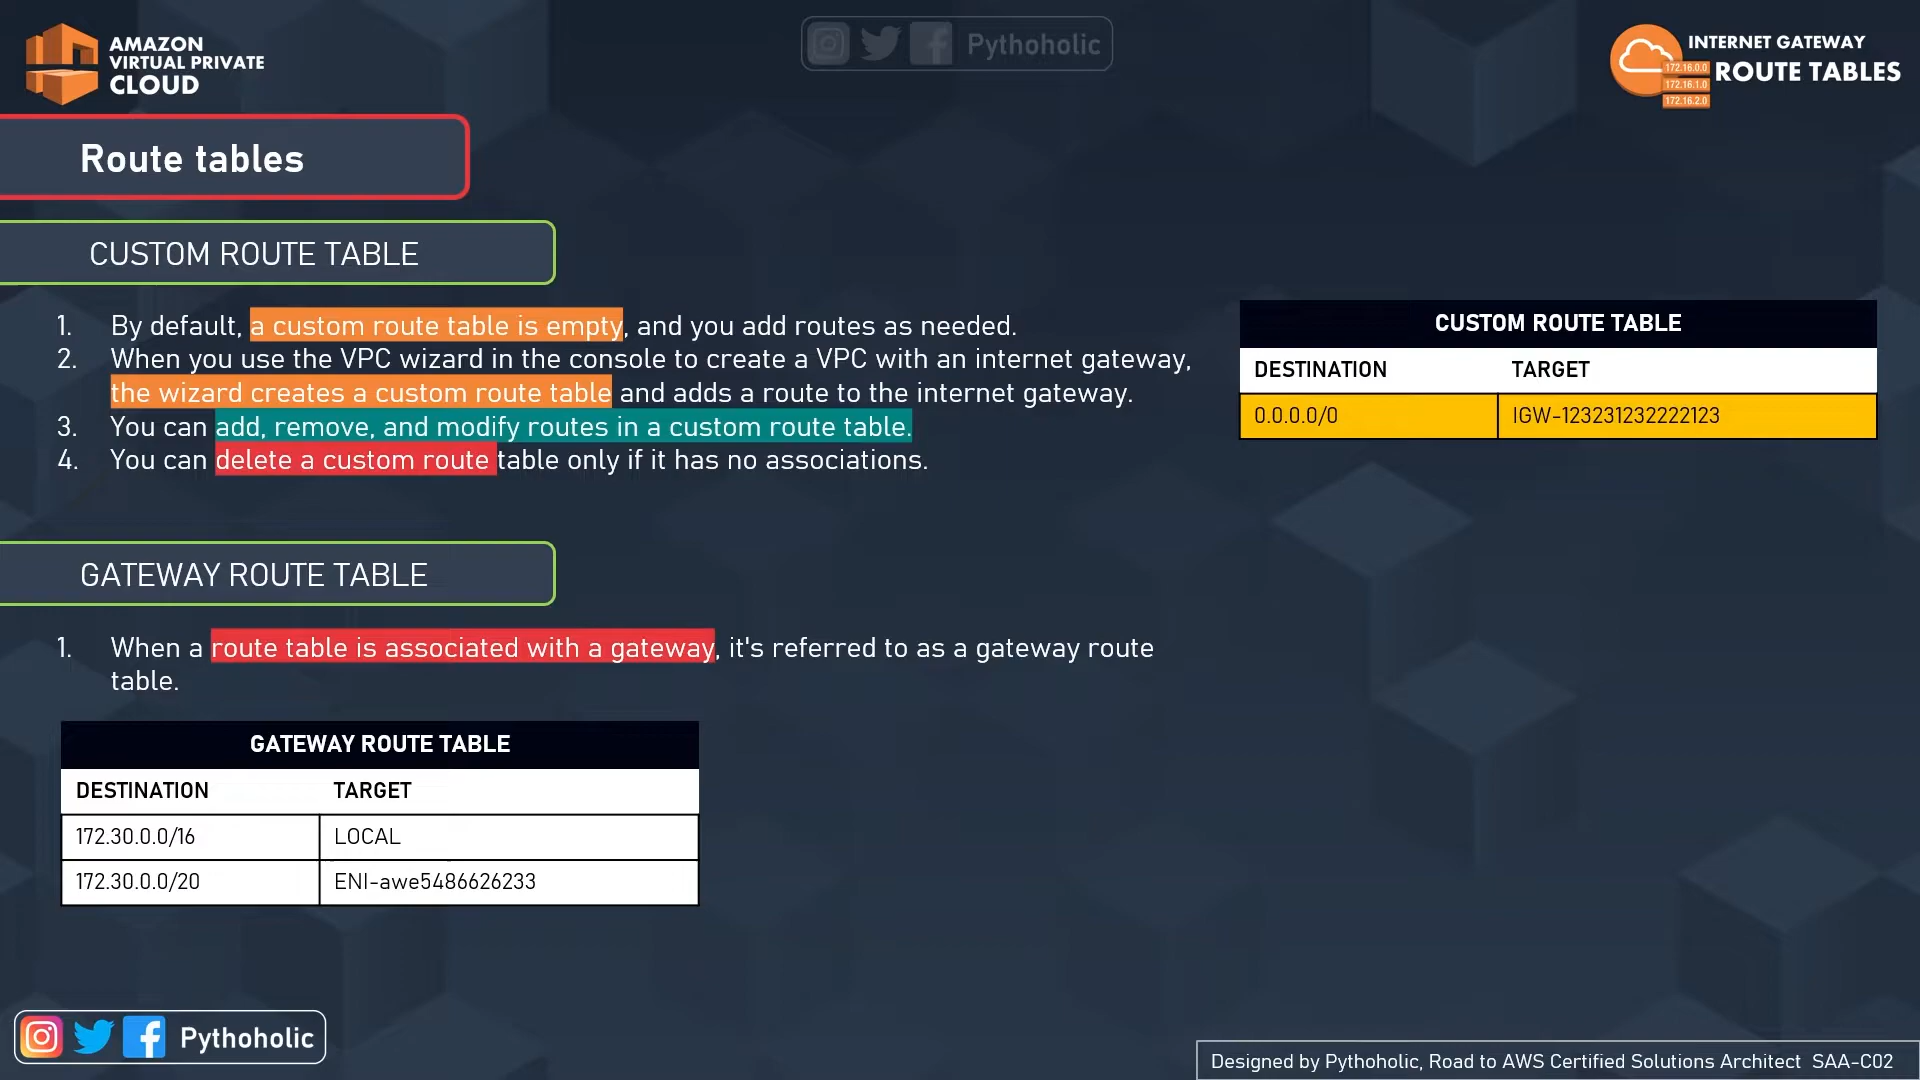 AMAZON
VIRTUAL PRIVATE
CLOUD
Pythoholic
INTERNET GATEWAY
ROUTE TABLES
172.16.0.0
172.16.1.0
172.16.2.0
Route tables
CUSTOM ROUTE TABLE
1. By default, a custom route table is empty, and you add routes as needed.
2. When you use the VPC wizard in the console to create a VPC with an internet gateway,
the wizard creates a custom route table and adds a route to the internet gateway.
3. You can add, remove, and modify routes in a custom route table.
4. You can delete a custom route table only if it has no associations.
CUSTOM ROUTE TABLE
DESTINATION TARGET
0.0.0.0/0 IGW-123231232222123
GATEWAY ROUTE TABLE
1. When a route table is associated with a gateway, it's referred to as a gateway route
table.
GATEWAY ROUTE TABLE
DESTINATION TARGET
172.30.0.0/16 LOCAL
172.30.0.0/20 ENI-awe5486626233
Pythoholic
Designed by Pythoholic, Road to AWS Certified Solutions Architect SAA-C02